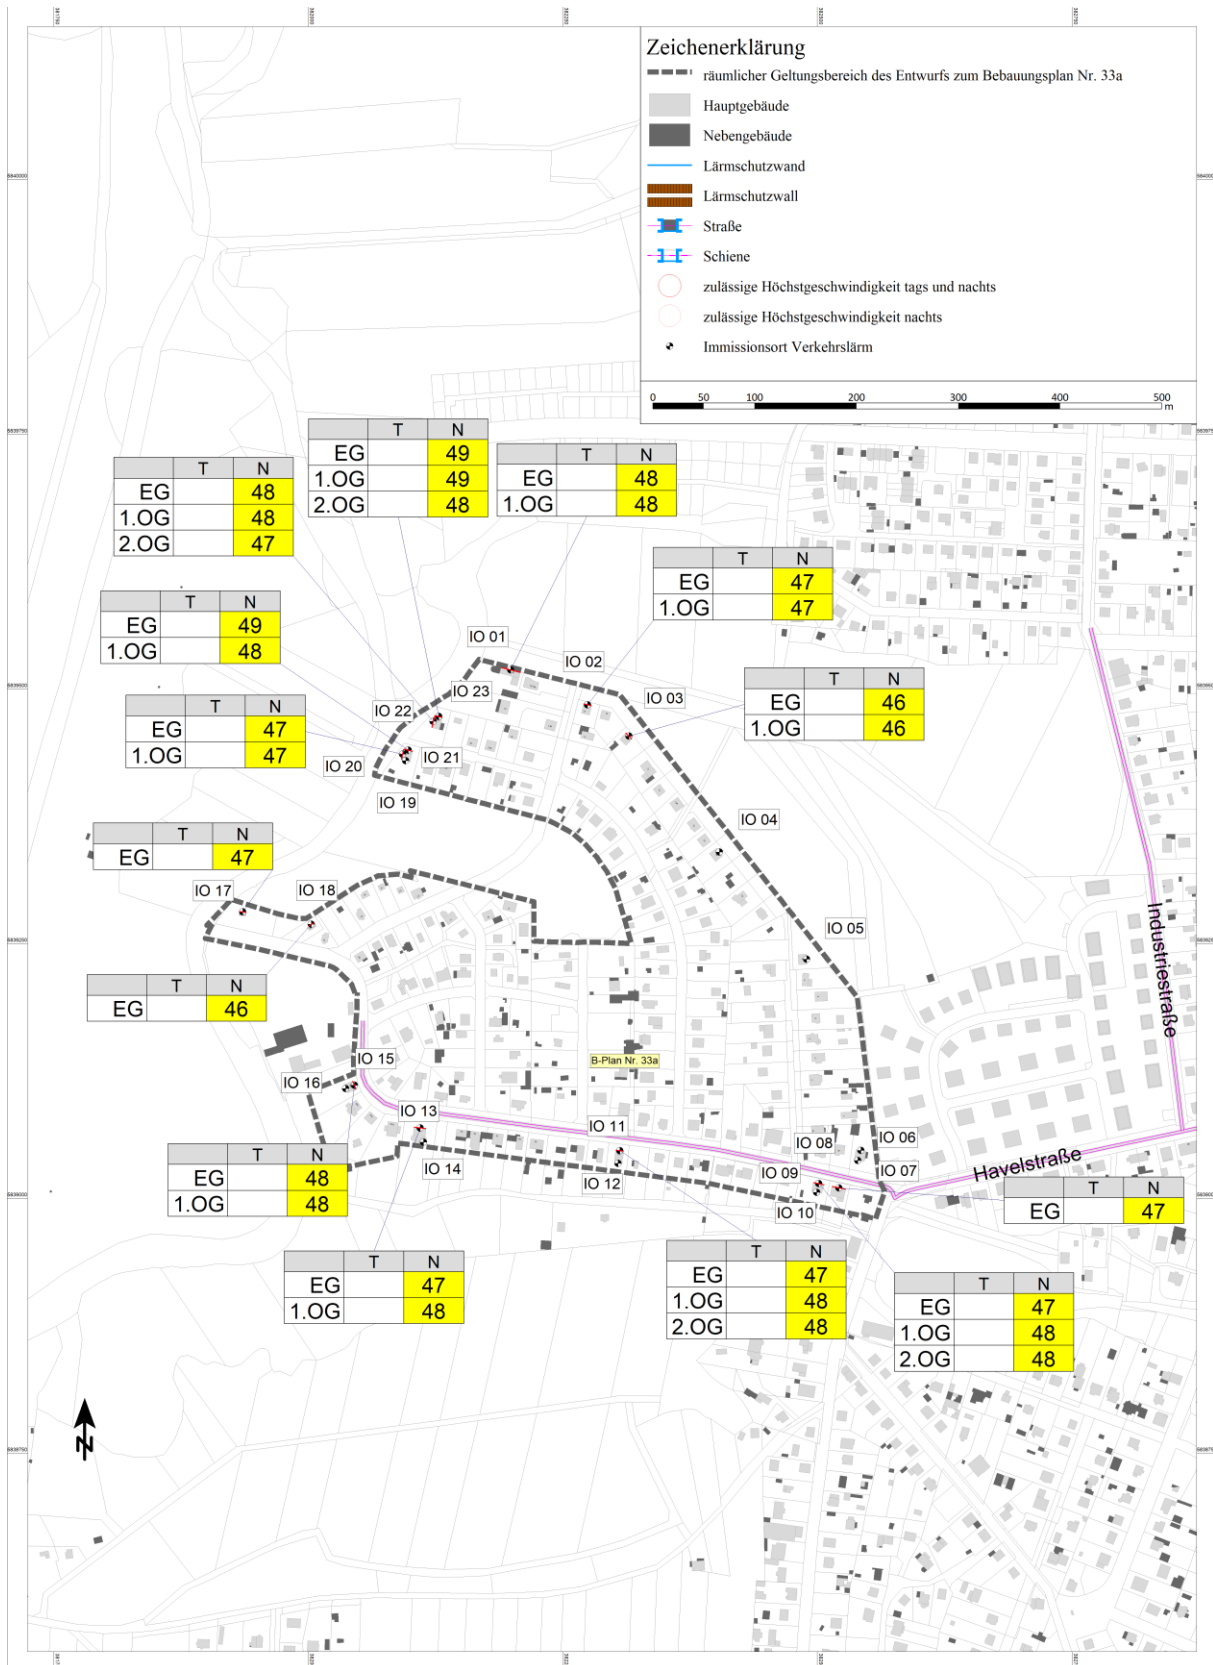 Zeichenerklärung
räumlicher Geltungsbereich des Entwurfs zum Bebauungsplan Nr. 33a
Hauptgebäude
Nebengebäude
Lärmschutzwand
Lärmschutzwall
Straße
Schiene
zulässige Höchstgeschwindigkeit tags und nachts
zulässige Höchstgeschwindigkeit nachts
Immissionsort Verkehrslärm
0 50 100 200 300 400 500 m
T N
EG 49
1.OG 49
2.OG 48
T N
EG 48
1.OG 48
T N
EG 48
1.OG 48
2.OG 47
T N
EG 47
1.OG 47
T N
EG 49
1.OG 48
IO 01
IO 02
IO 03
T N
EG 46
1.OG 46
IO 23
IO 22
T N
EG 47
1.OG 47
IO 20
IO 21
IO 19
IO 04
T N
EG 47
IO 17
IO 18
IO 05
Industriestraße
T N
EG 46
IO 15
B-Plan Nr. 33a
IO 16
IO 13
IO 11
IO 08
IO 06
IO 14
IO 12
IO 09
IO 07
IO 10
Havelstraße
T N
EG 48
1.OG 48
T N
EG 47
T N
EG 47
1.OG 48
T N
EG 47
1.OG 48
2.OG 48
T N
EG 47
1.OG 48
2.OG 48
N